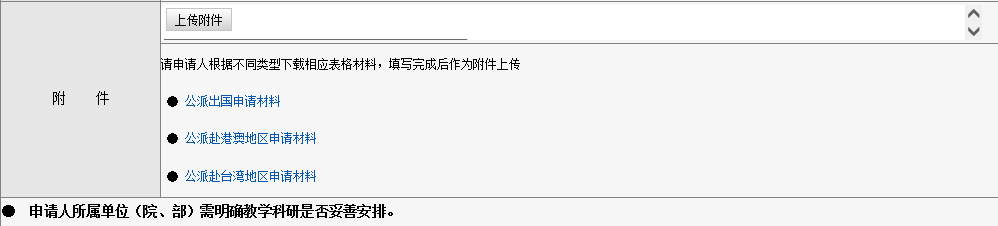 上传附件
请申请人根据不同类型下载相应表格材料，填写完成后作为附件上传
附 件
● 公派出国申请材料
● 公派赴港澳地区申请材料
● 公派赴台湾地区申请材料
● 申请人所属单位（院、部）需明确教学科研是否妥善安排。